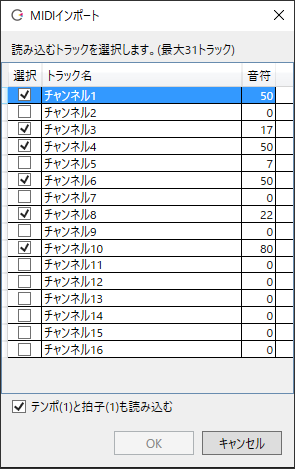 MIDIインポート
読み込むトラックを選択します。(最大31トラック)
選択 トラック名 音符
チャンネル1 50
チャンネル2 0
チャンネル3 17
チャンネル4 50
チャンネル5 7
チャンネル6 50
チャンネル7 0
チャンネル8 22
チャンネル9 0
チャンネル10 80
チャンネル11 0
チャンネル12 0
チャンネル13 0
チャンネル14 0
チャンネル15 0
チャンネル16 0
テンポ(1)と拍子(1)も読み込む
OK キャンセル